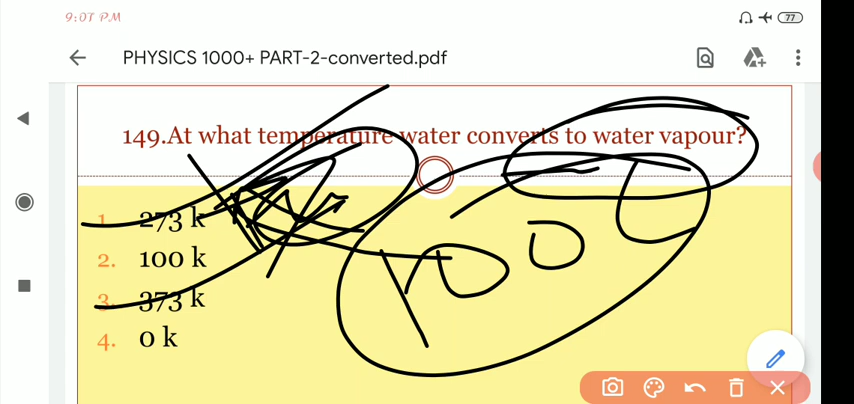 9:07 PM
77
PHYSICS 1000+ PART-2-converted.pdf
149.At what temperature water converts to water vapour?
1. 273 k
2. 100 k
3. 373 k
4. 0 k
100 C